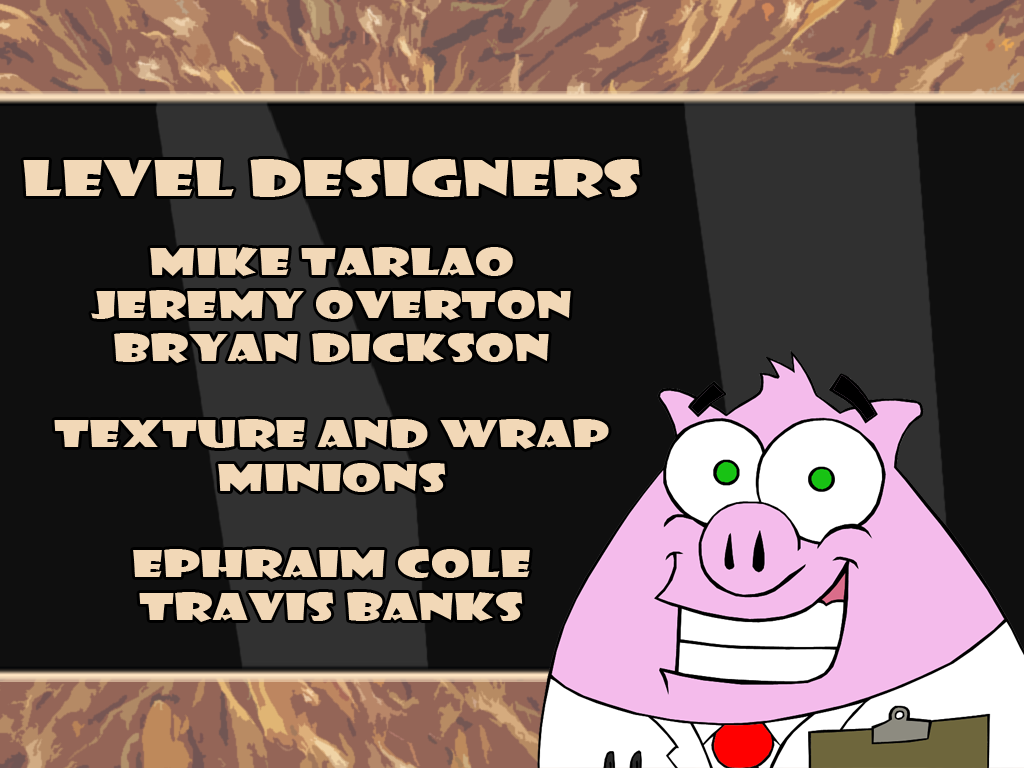 LEVEL DESIGNERS
MIKE TARLAO
JEREMY OVERTON
BRYAN DICKSON
TEXTURE AND WRAP
MINIONS
EPHRAIM COLE
TRAVIS BANKS